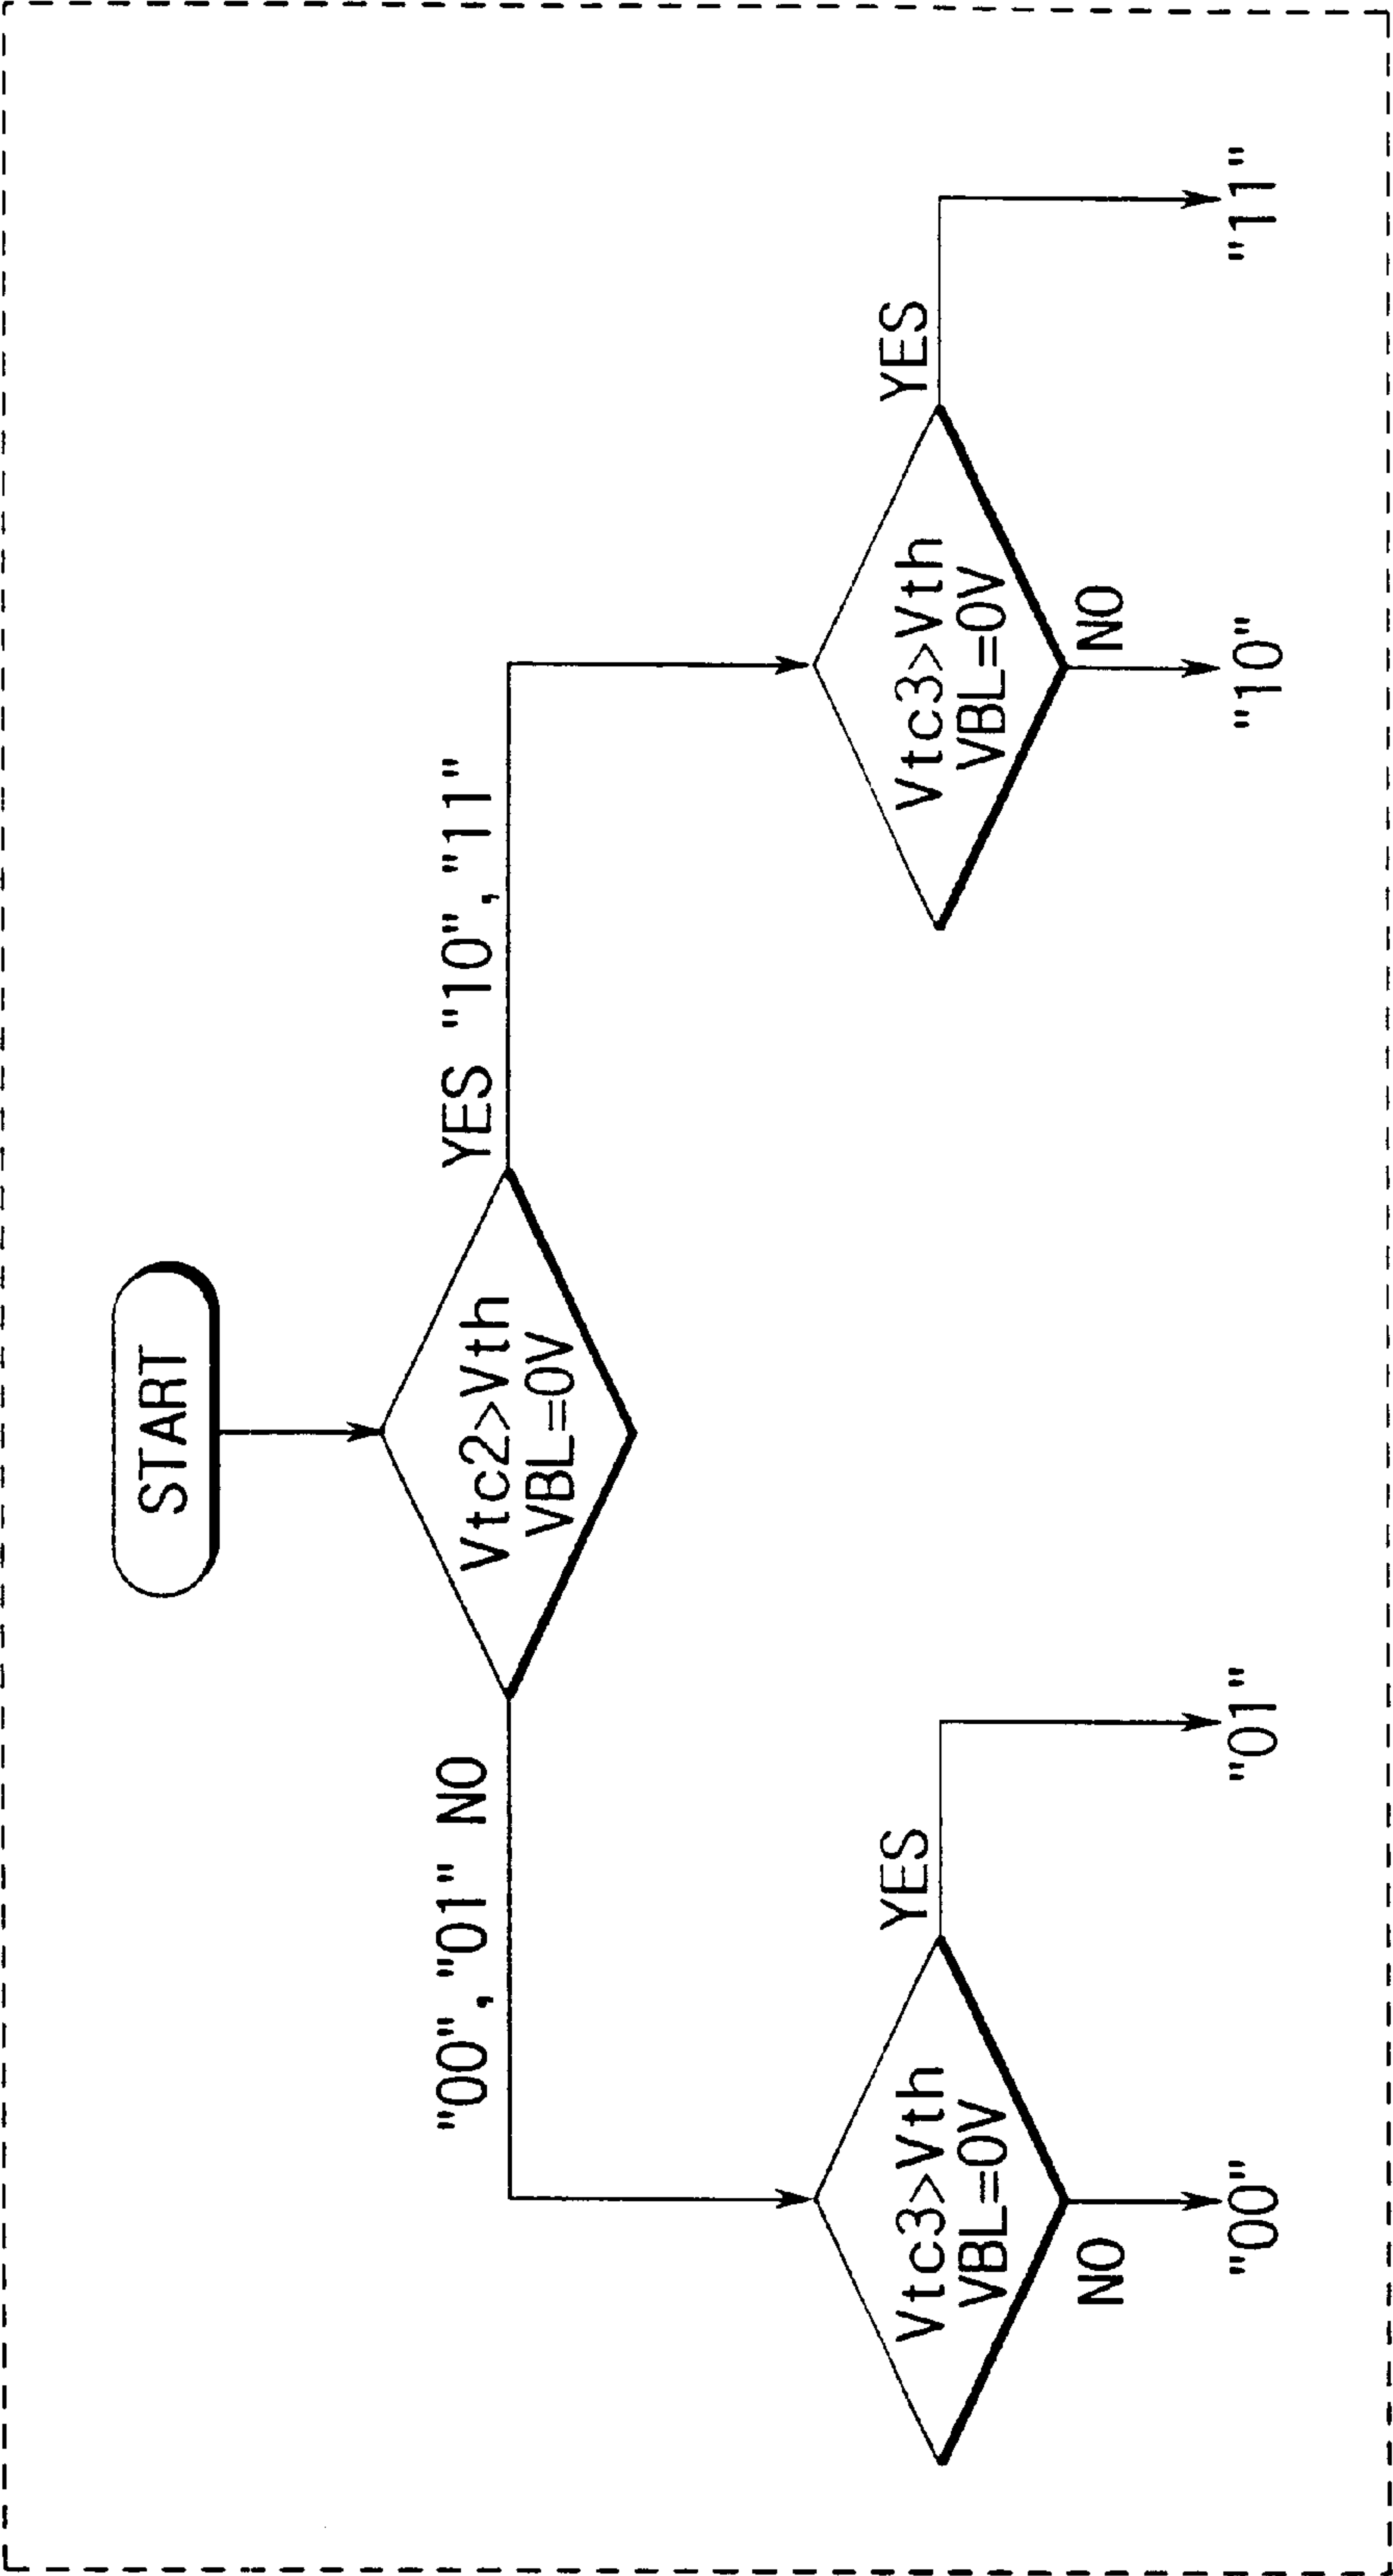 START
Vtc2>Vth
VBL=0V
"00","01" NO
YES "10","11"
Vtc3>Vth
VBL=0V
YES
NO
"00"
"01"
Vtc3>Vth
VBL=0V
YES
NO
"10"
"11"